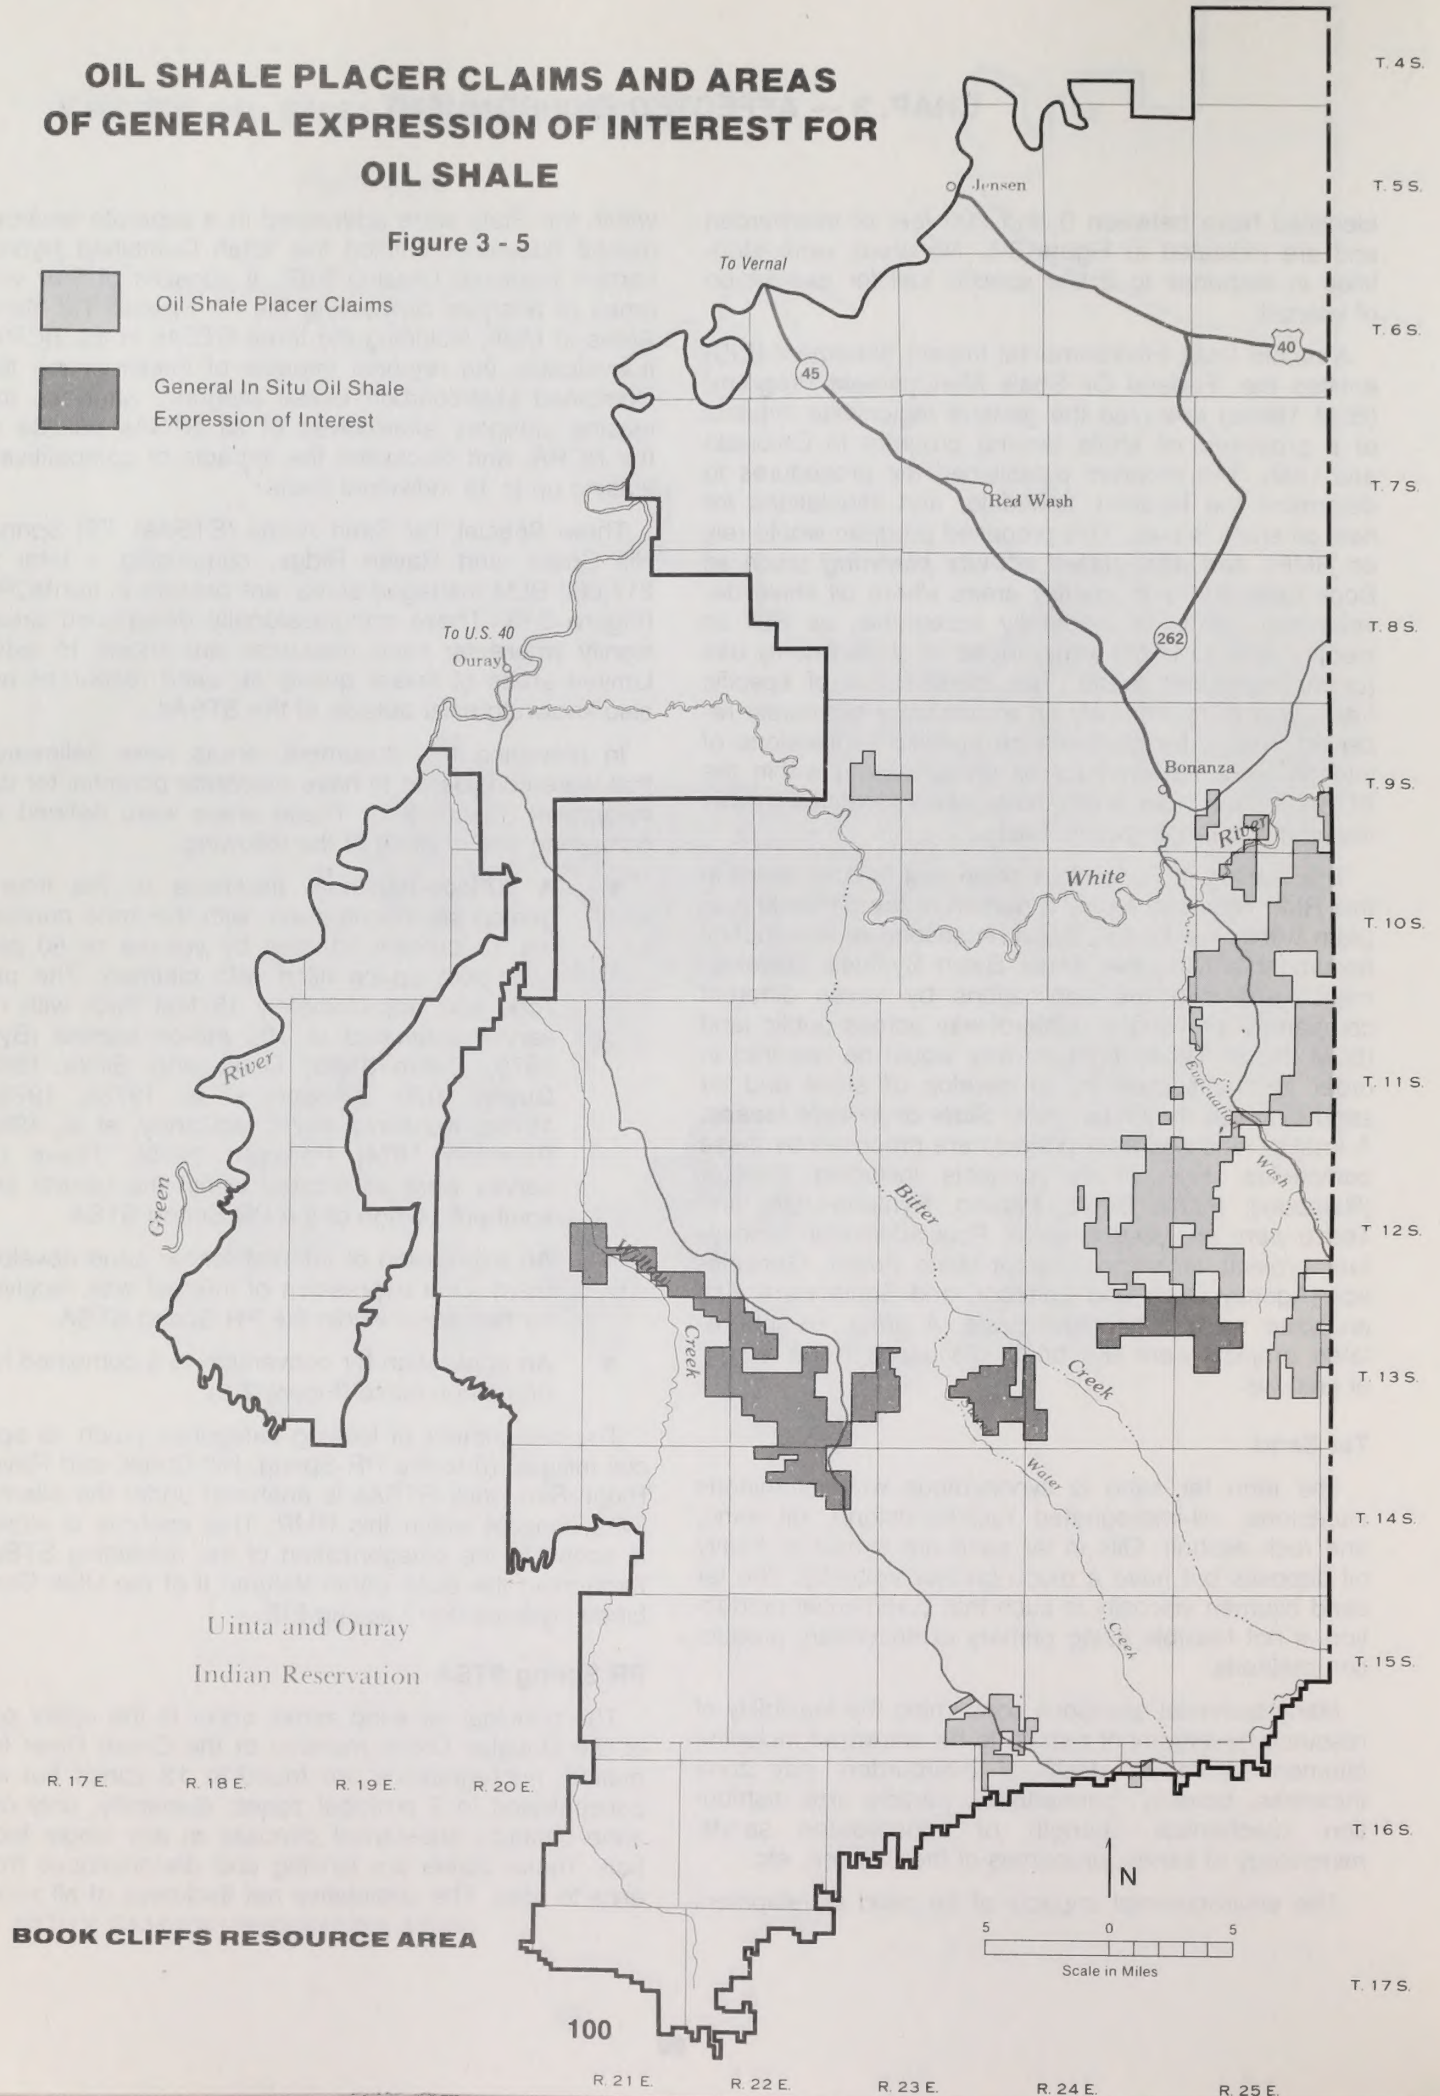 OIL SHALE PLACER CLAIMS AND AREAS
OF GENERAL EXPRESSION OF INTEREST FOR
OIL SHALE
Figure 3 - 5
Oil Shale Placer Claims
General In Situ Oil Shale
Expression of Interest
T. 4 S.
Jensen
T. 5 S.
To Vernal
T. 6 S.
40
45
Red Wash
T. 7 S.
To U.S. 40
Ouray
262
T. 8 S.
Bonanza
T. 9 S.
River
White
T. 10 S.
River
Evacuation
T. 11 S.
Wash
Green
Bitter
T. 12 S.
Willow
Creek
Creek
T. 13 S.
Water
T. 14 S.
Creek
Uinta and Ouray
Indian Reservation
T. 15 S.
R. 17 E.
R. 18 E.
R. 19 E.
R. 20 E.
T. 16 S.
N
BOOK CLIFFS RESOURCE AREA
5 0 5
Scale in Miles
T. 17 S.
100
R. 21 E.
R. 22 E.
R. 23 E.
R. 24 E.
R. 25 E.